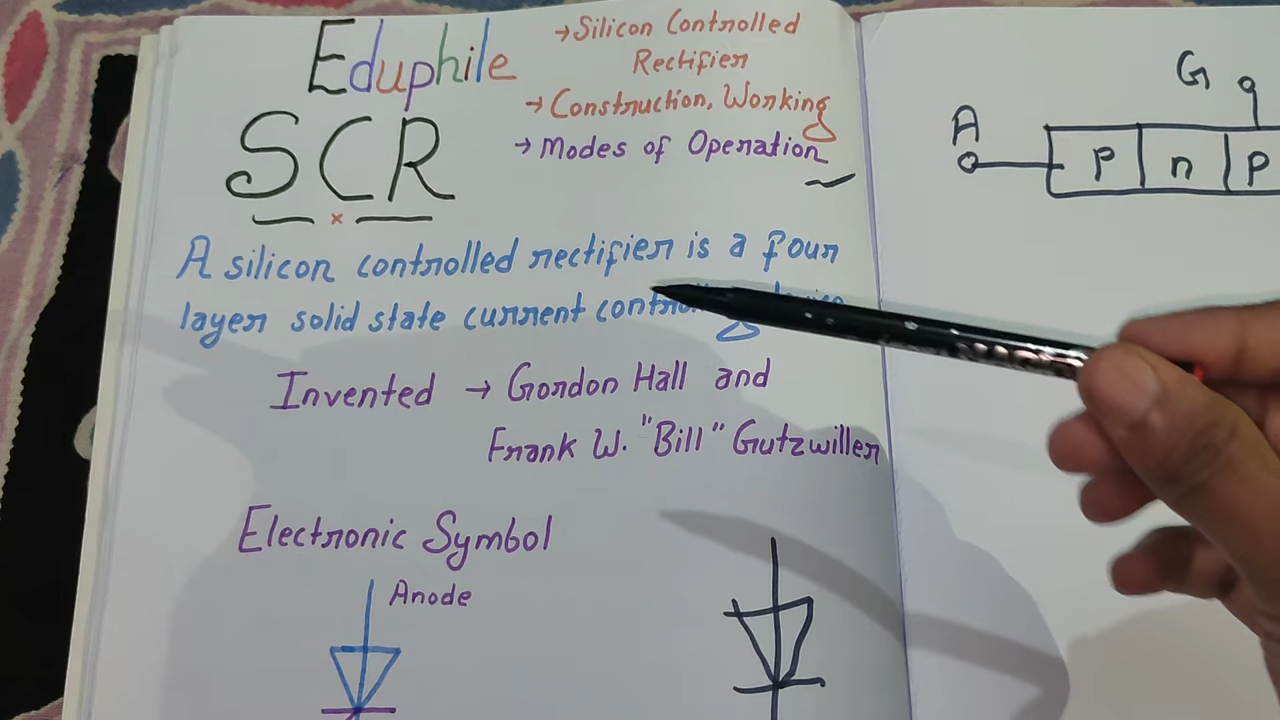 Eduphile
SCR
→ Silicon Controlled
Rectifier
→ Construction, Working
→ Modes of Operation
A silicon controlled rectifier is a four
layer solid state current
Invented → Gordon Hall and
Frank W. "Bill" Gutzwiller
Electronic Symbol
Anode
G
A
p n p